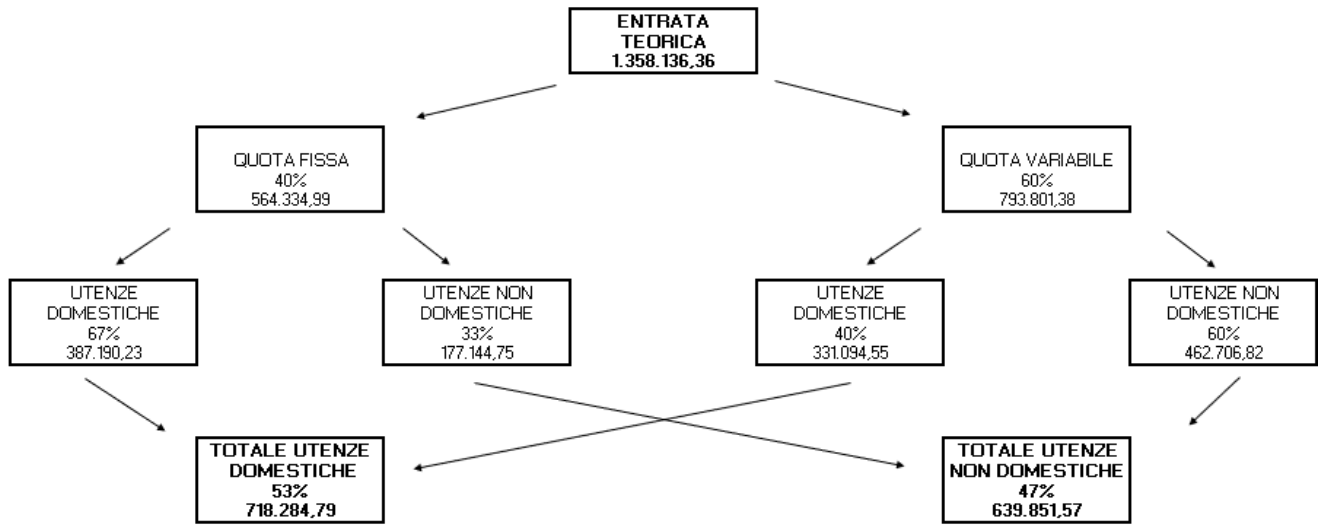 ENTRATA
TEORICA
1.358.136,36
QUOTA FISSA
40%
564.334,99
QUOTA VARIABILE
60%
793.801,38
UTENZE
DOMESTICHE
67%
387.190,23
UTENZE NON
DOMESTICHE
33%
177.144,75
UTENZE
DOMESTICHE
40%
331.094,55
UTENZE NON
DOMESTICHE
60%
462.706,82
TOTALE UTENZE
DOMESTICHE
53%
718.284,79
TOTALE UTENZE
NON DOMESTICHE
47%
639.851,57